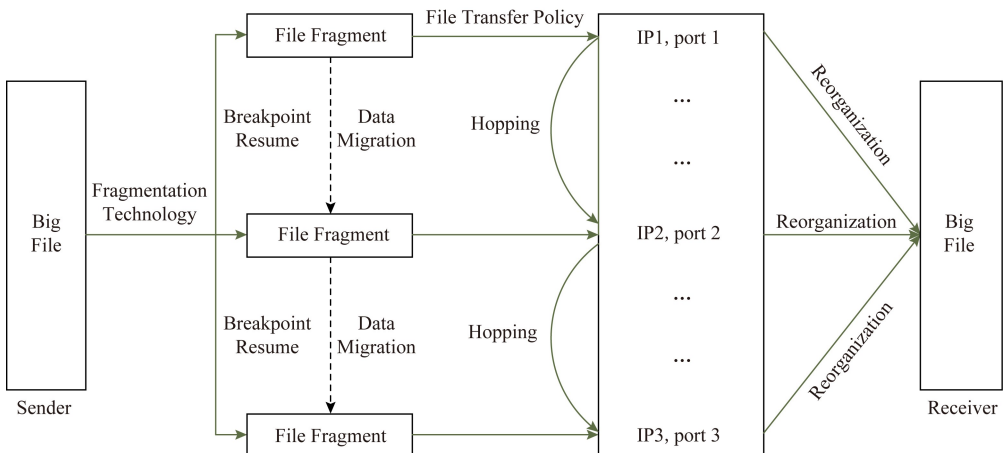 File Transfer Policy
File Fragment
IP1, port 1
...
Breakpoint
Resume
Data
Migration
Hopping
...
Reorganization
Fragmentation
Technology
Big
File
File Fragment
IP2, port 2
Reorganization
Big
File
...
Breakpoint
Resume
Data
Migration
Hopping
...
Reorganization
Sender
File Fragment
IP3, port 3
Receiver